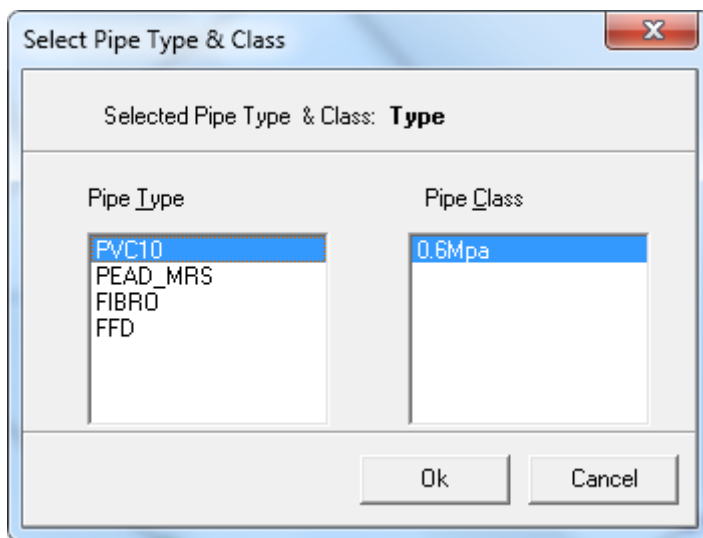 Select Pipe Type & Class
Selected Pipe Type & Class: Type
Pipe Type
Pipe Class
PVC10
PEAD_MRS
FIBRO
FFD
0.6Mpa
Ok
Cancel